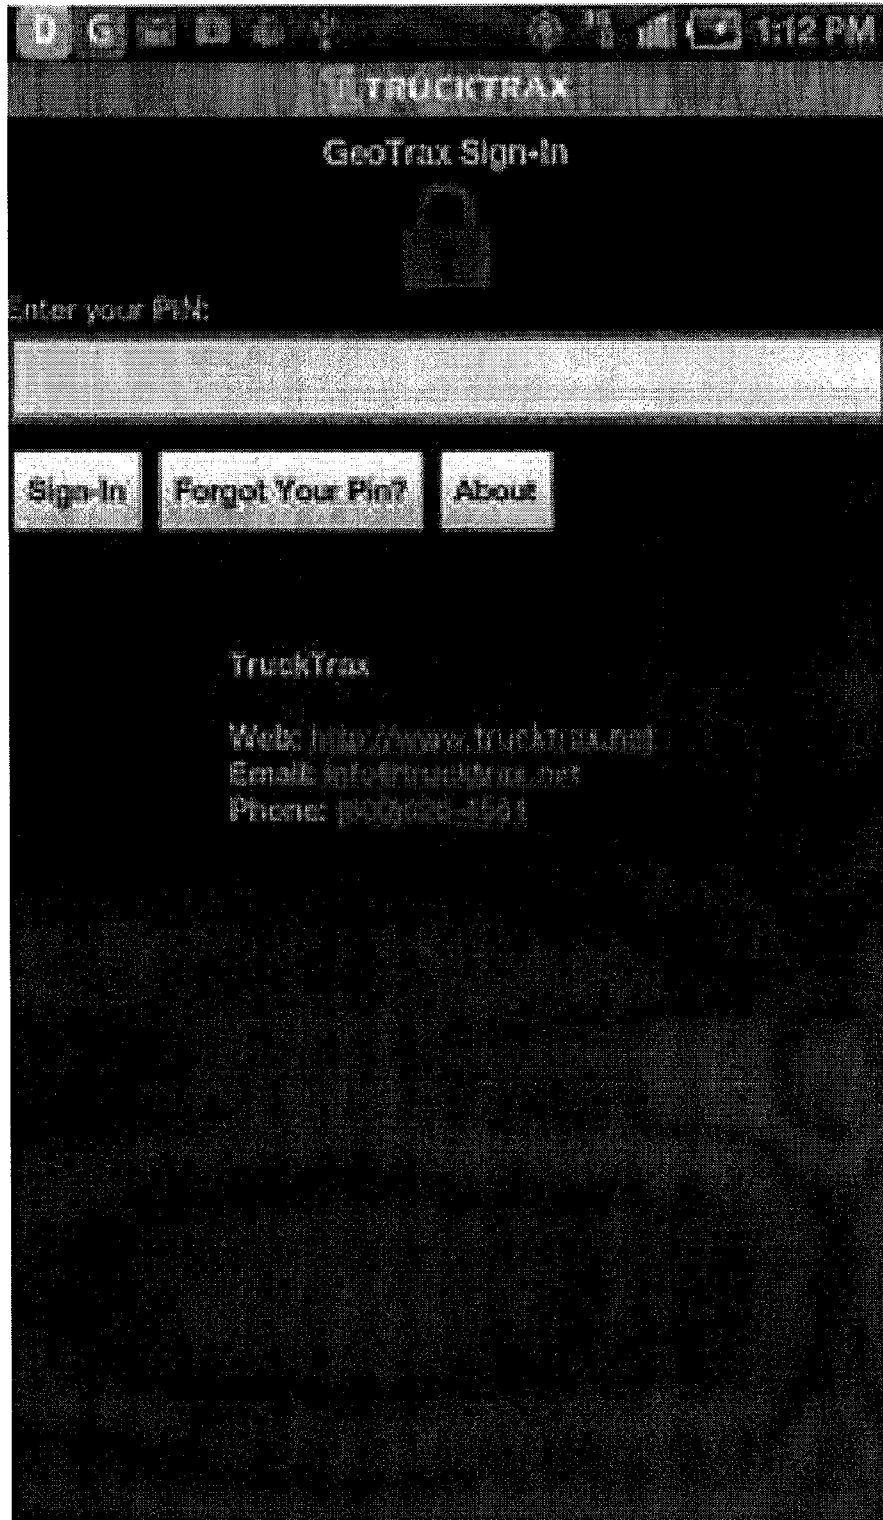 D G 1:12 PM
TRUCKTRAX
GeoTrax Sign-In
Enter your PIN:
Sign-In Forgot Your Pin? About
TruckTrax
Web: http://www.trucktrax.net
Email: info@trucktrax.net
Phone: